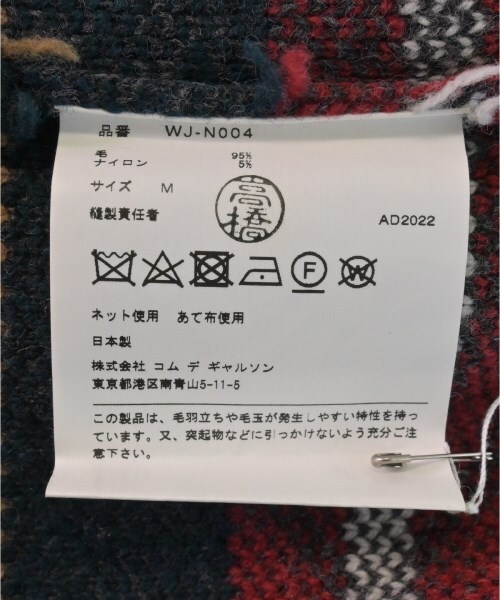 品番 WJ-N004
毛 95%
ナイロン 5%
サイズ M
高橋
縫製責任者
AD2022
F W
ネット使用 あて布使用
日本製
株式会社 コム デ ギャルソン
東京都港区南青山5-11-5
この製品は、毛羽立ちや毛玉が発生しやすい特性を持っ
ています。又、突起物などに引っかけないよう充分ご注
意下さい。